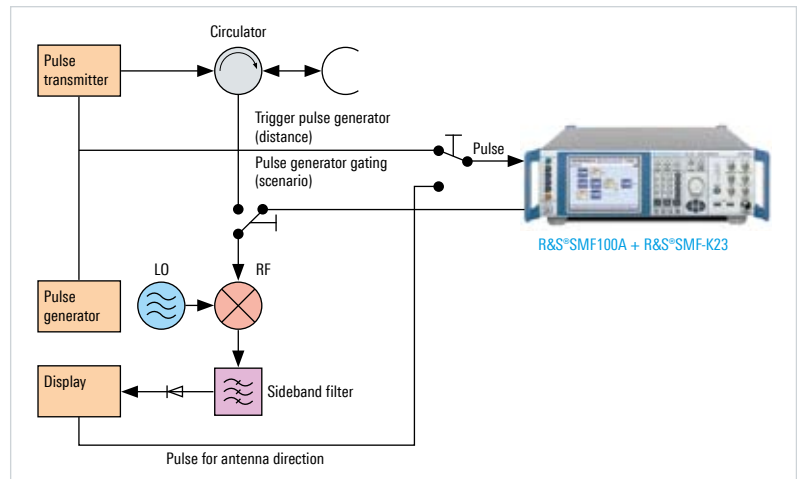 Circulator
Pulse
transmitter
Trigger pulse generator
(distance)
Pulse
Pulse generator gating
(scenario)
R&S®SMF100A + R&S®SMF-K23
LO
RF
Pulse
generator
Display
Sideband filter
Pulse for antenna direction